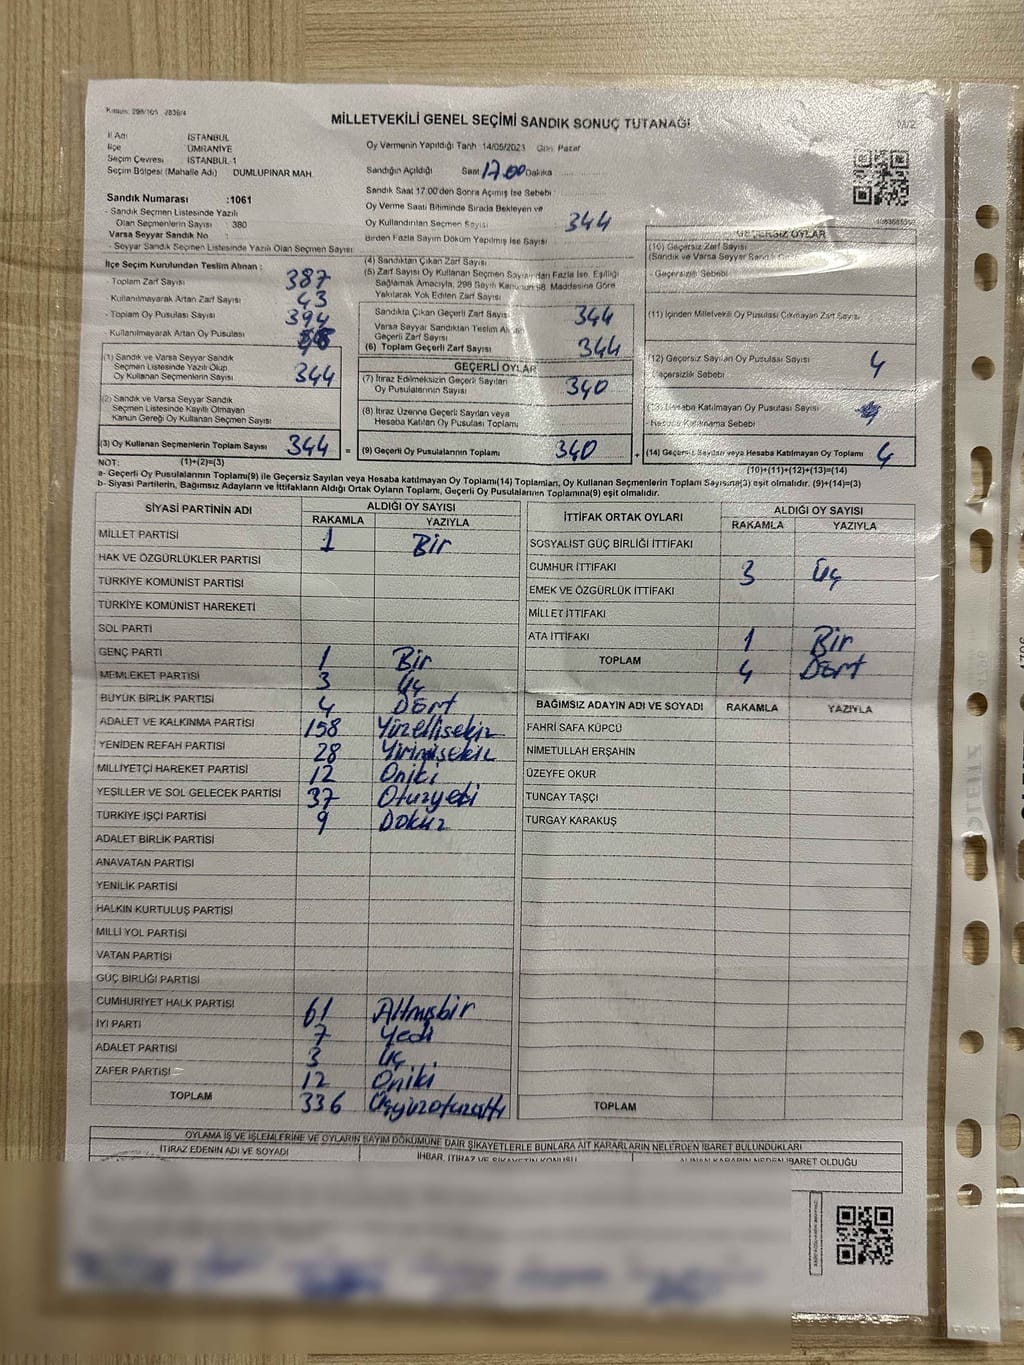 Kanun: 298/105 2839/4
MİLLETVEKİLİ GENEL SEÇİMİ SANDIK SONUÇ TUTANAĞI
İl Adı İSTANBUL
İlçe ÜMRANİYE
Seçim Çevresi İSTANBUL-1
Seçim Bölgesi (Mahalle Adı) DUMLUPINAR MAH.
Oy Vermenin Yapıldığı Tarih :14/05/2023 Gün: Pazar
Sandığın Açıldığı Saat 17.00 Dakika
Sandık Saat 17.00'den Sonra Açılmış İse Sebebi
Sandık Numarası :1061
- Sandık Seçmen Listesinde Yazılı
Olan Seçmenlerin Sayısı : 380
Varsa Seyyar Sandık No :
- Seyyar Sandık Seçmen Listesinde Yazılı Olan Seçmen Sayısı
Oy Verme Saati Bitiminde Sırada Bekleyen ve
Oy Kullandırılan Seçmen Sayısı 344
Birden Fazla Sayım Döküm Yapılmış İse Sayısı
İlçe Seçim Kurulundan Teslim Alınan :
- Toplam Zarf Sayısı 387
- Kullanılmayarak Artan Zarf Sayısı 43
- Toplam Oy Pusulası Sayısı 394
- Kullanılmayarak Artan Oy Pusulası
(1) Sandık ve Varsa Seyyar Sandık
Seçmen Listesinde Yazılı Olup
Oy Kullanan Seçmenlerin Sayısı 344
(2) Sandık ve Varsa Seyyar Sandık
Seçmen Listesinde Kayıtlı Olmayan
Kanun Gereği Oy Kullanan Seçmen Sayısı
(3) Oy Kullanan Seçmenlerin Toplam Sayısı 344 =
(1)+(2)=(3)
(4) Sandıktan Çıkan Zarf Sayısı
(5) Zarf Sayısı Oy Kullanan Seçmen Sayısından Fazla İse, Eşitliği
Sağlamak Amacıyla, 298 Sayılı Kanunun 98. Maddesine Göre
Yakılarak Yok Edilen Zarf Sayısı
Sandıkta Çıkan Geçerli Zarf Sayısı 344
Varsa Seyyar Sandıktan Teslim Alınan
Geçerli Zarf Sayısı
(6) Toplam Geçerli Zarf Sayısı 344
GEÇERLİ OYLAR
(7) İtiraz Edilmeksizin Geçerli Sayılan
Oy Pusulalarının Sayısı 340
(8) İtiraz Üzerine Geçerli Sayılan veya
Hesaba Katılan Oy Pusulası Toplamı
(9) Geçerli Oy Pusulalarının Toplamı 340 +
GEÇERSİZ OYLAR
(10) Geçersiz Zarf Sayısı
(Sandık ve Varsa Seyyar
- Geçersizlik Sebebi
(11) İçinden Milletvekili Oy Pusulası Çıkmayan Zarf Sayısı
(12) Geçersiz Sayılan Oy Pusulası Sayısı 4
Geçersizlik Sebebi
(13) Hesaba Katılmayan Oy Pusulası Sayısı
- Hesaba Katılmama Sebebi
(14) Geçersiz Sayılan veya Hesaba Katılmayan Oy Toplamı 4
(10)+(11)+(12)+(13)=(14)
NOT:
a- Geçerli Oy Pusulalarının Toplamı(9) ile Geçersiz Sayılan veya Hesaba katılmayan Oy Toplamı(14) Toplamları, Oy Kullanan Seçmenlerin Toplam Sayısına(3) eşit olmalıdır. (9)+(14)=(3)
b- Siyasi Partilerin, Bağımsız Adayların ve İttifakların Aldığı Ortak Oyların Toplamı, Geçerli Oy Pusulalarının Toplamına(9) eşit olmalıdır.
SİYASİ PARTİNİN ADI ALDIĞI OY SAYISI
RAKAMLA YAZIYLA
MİLLET PARTİSİ 1 Bir
HAK VE ÖZGÜRLÜKLER PARTİSİ
TÜRKİYE KOMÜNİST PARTİSİ
TÜRKİYE KOMÜNİST HAREKETİ
SOL PARTİ
GENÇ PARTİ 1 Bir
MEMLEKET PARTİSİ 3 Üç
BÜYÜK BİRLİK PARTİSİ 4 Dört
ADALET VE KALKINMA PARTİSİ 158 Yüzellisekiz
YENİDEN REFAH PARTİSİ 28 Yirmisekiz
MİLLİYETÇİ HAREKET PARTİSİ 12 Oniki
YEŞİLLER VE SOL GELECEK PARTİSİ 37 Otuzyedi
TÜRKİYE İŞÇİ PARTİSİ 9 Dokuz
ADALET BİRLİK PARTİSİ
ANAVATAN PARTİSİ
YENİLİK PARTİSİ
HALKIN KURTULUŞ PARTİSİ
MİLLİ YOL PARTİSİ
VATAN PARTİSİ
GÜÇ BİRLİĞİ PARTİSİ
CUMHURİYET HALK PARTİSİ 61 Altmışbir
İYİ PARTİ 7 Yedi
ADALET PARTİSİ 3 Üç
ZAFER PARTİSİ 12 Oniki
TOPLAM 336 Üçyüzotuzaltı
İTTİFAK ORTAK OYLARI ALDIĞI OY SAYISI
RAKAMLA YAZIYLA
SOSYALİST GÜÇ BİRLİĞİ İTTİFAKI
CUMHUR İTTİFAKI 3 Üç
EMEK VE ÖZGÜRLÜK İTTİFAKI
MİLLET İTTİFAKI
ATA İTTİFAKI 1 Bir
TOPLAM 4 Dört
BAĞIMSIZ ADAYIN ADI VE SOYADI RAKAMLA YAZIYLA
FAHRİ SAFA KÜPCÜ
NİMETULLAH ERŞAHİN
ÜZEYFE OKUR
TUNCAY TAŞÇI
TURGAY KARAKUŞ
TOPLAM
OYLAMA İŞ VE İŞLEMLERİNE VE OYLARIN SAYIM DÖKÜMÜNE DAİR ŞİKAYETLERLE BUNLARA AİT KARARLARIN NELERDEN İBARET BULUNDUKLARI
İTİRAZ EDENİN ADI VE SOYADI İHBAR, İTİRAZ VE ŞİKAYETİN KONUSU ALINAN KARARIN NEDEN İBARET OLDUĞU